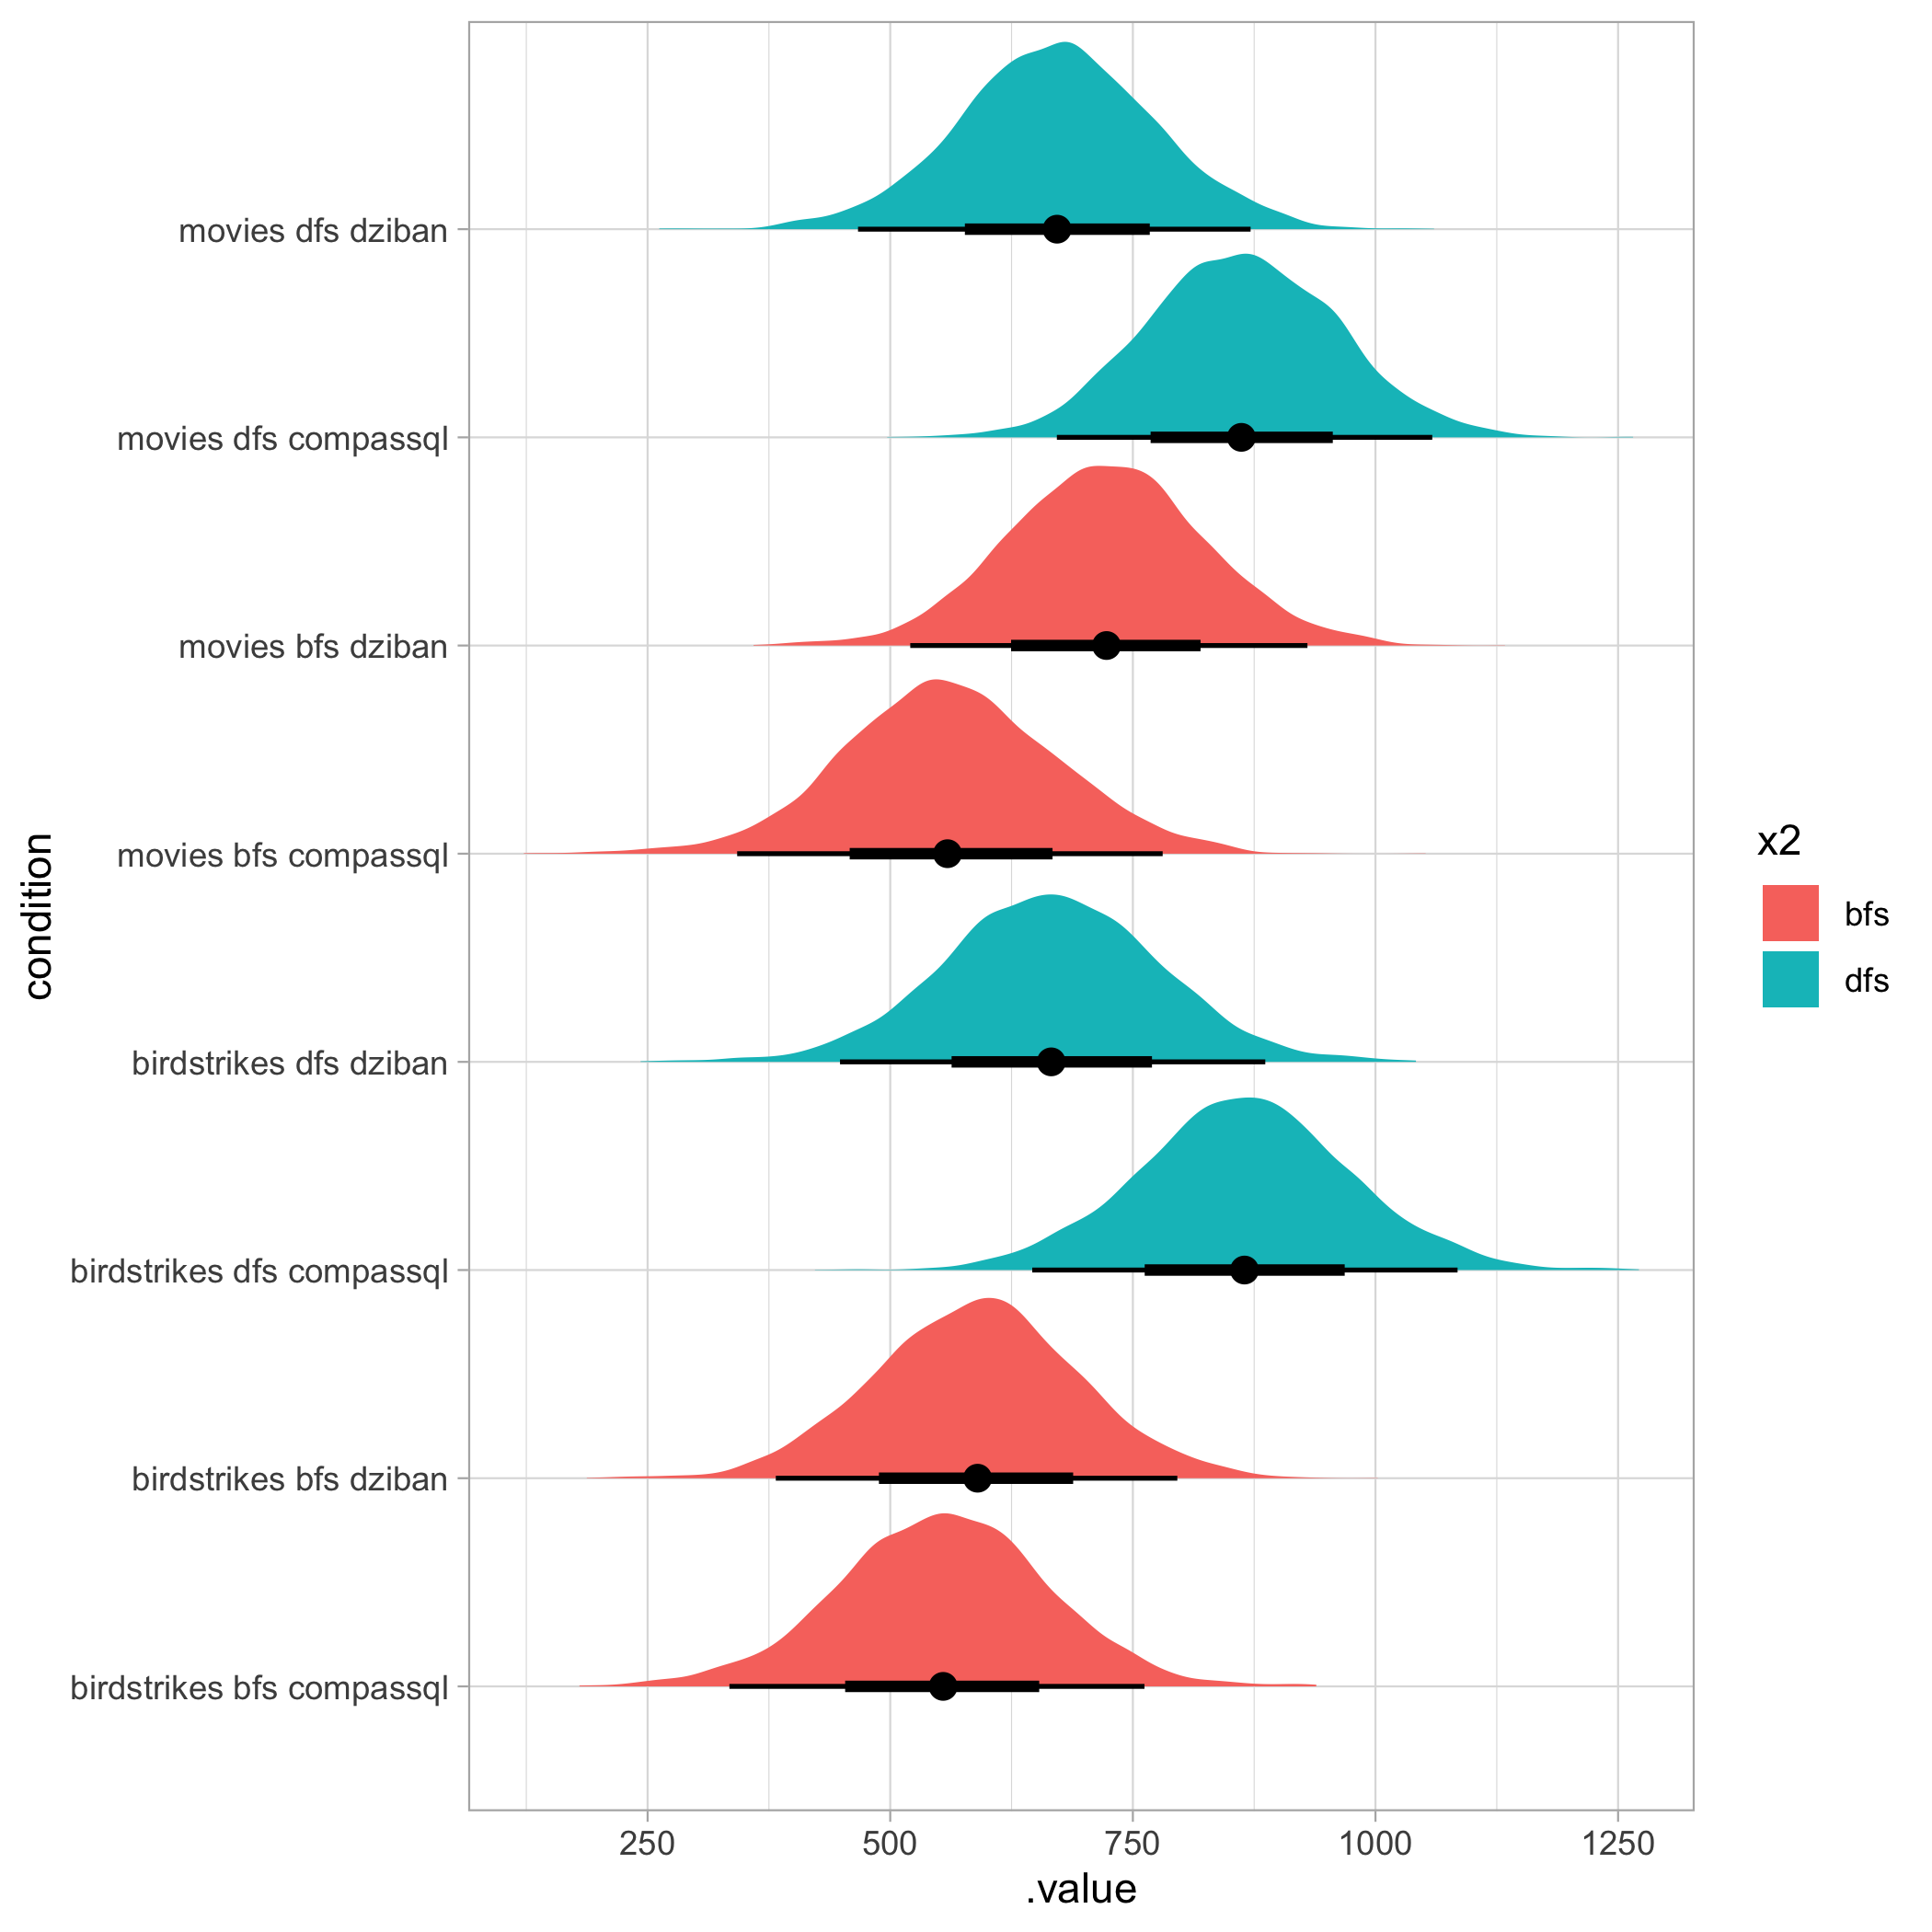 movies dfs dziban
movies dfs compassql
movies bfs dziban
movies bfs compassql
birdstrikes dfs dziban
birdstrikes dfs compassql
birdstrikes bfs dziban
birdstrikes bfs compassql
condition
250 500 750 1000 1250
.value
x2
bfs
dfs